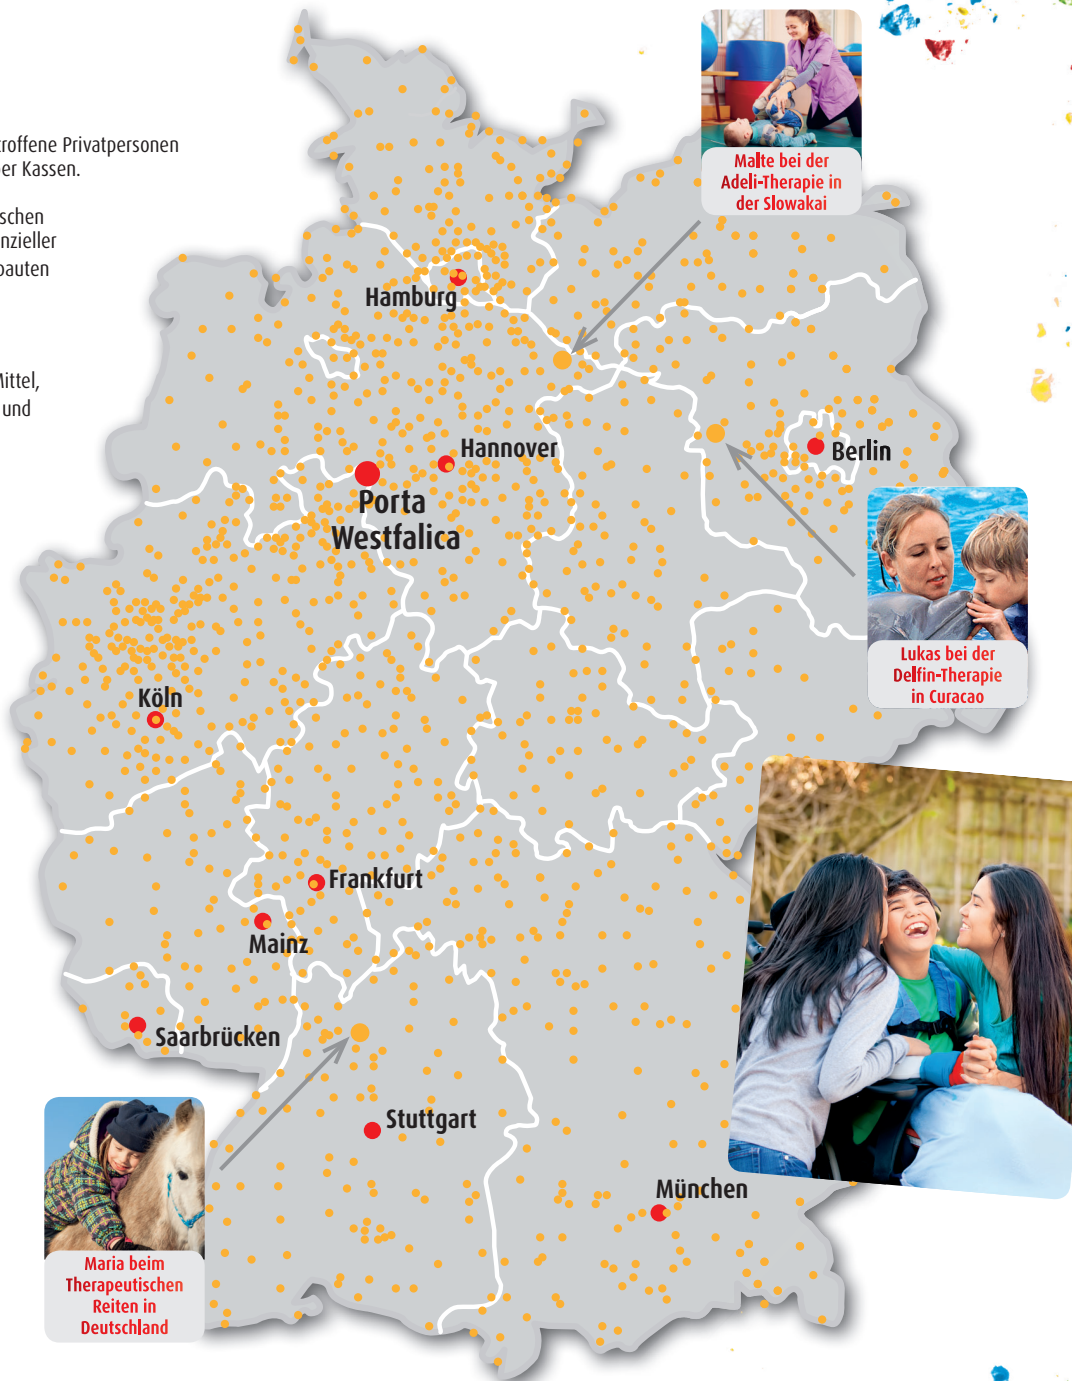 troffene Privatpersonen
er Kassen.
schen
nzieller
bauten
Mittel,
und
Malte bei der
Adeli-Therapie in
der Slowakai
Hamburg
Hannover
Berlin
Porta
Westfalica
Lukas bei der
Delfin-Therapie
in Curacao
Köln
Frankfurt
Mainz
Saarbrücken
Stuttgart
München
Maria beim
Therapeutischen
Reiten in
Deutschland